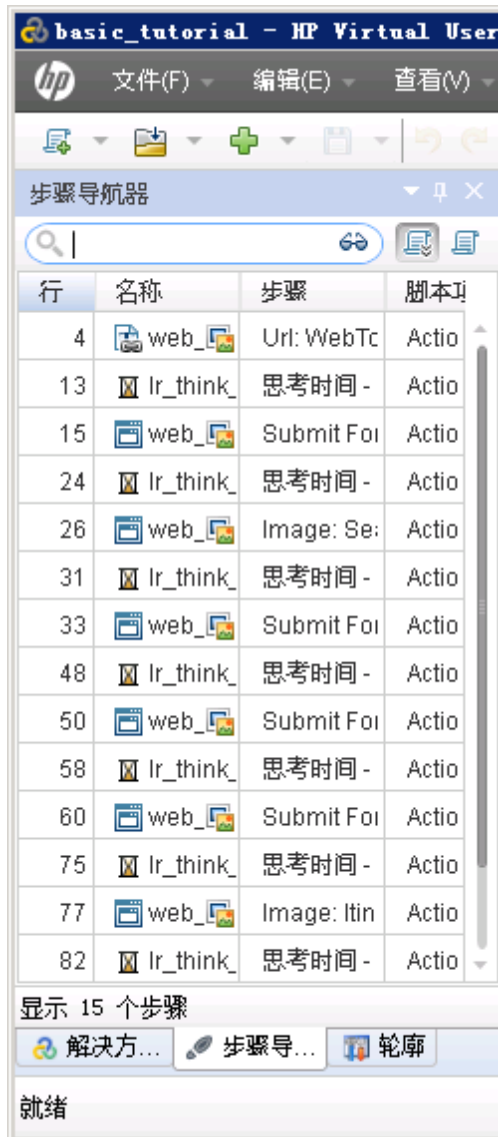 basic_tutorial - HP Virtual User
hp 文件(F) 编辑(E) 查看(V)
步骤导航器
行 名称 步骤 脚本项
4 web_ Url: WebTo Actio
13 lr_think_ 思考时间 - Actio
15 web_ Submit For Actio
24 lr_think_ 思考时间 - Actio
26 web_ Image: Sea Actio
31 lr_think_ 思考时间 - Actio
33 web_ Submit For Actio
48 lr_think_ 思考时间 - Actio
50 web_ Submit For Actio
58 lr_think_ 思考时间 - Actio
60 web_ Submit For Actio
75 lr_think_ 思考时间 - Actio
77 web_ Image: Itin Actio
82 lr_think_ 思考时间 - Actio
显示 15 个步骤
解决方... 步骤导... 轮廓
就绪